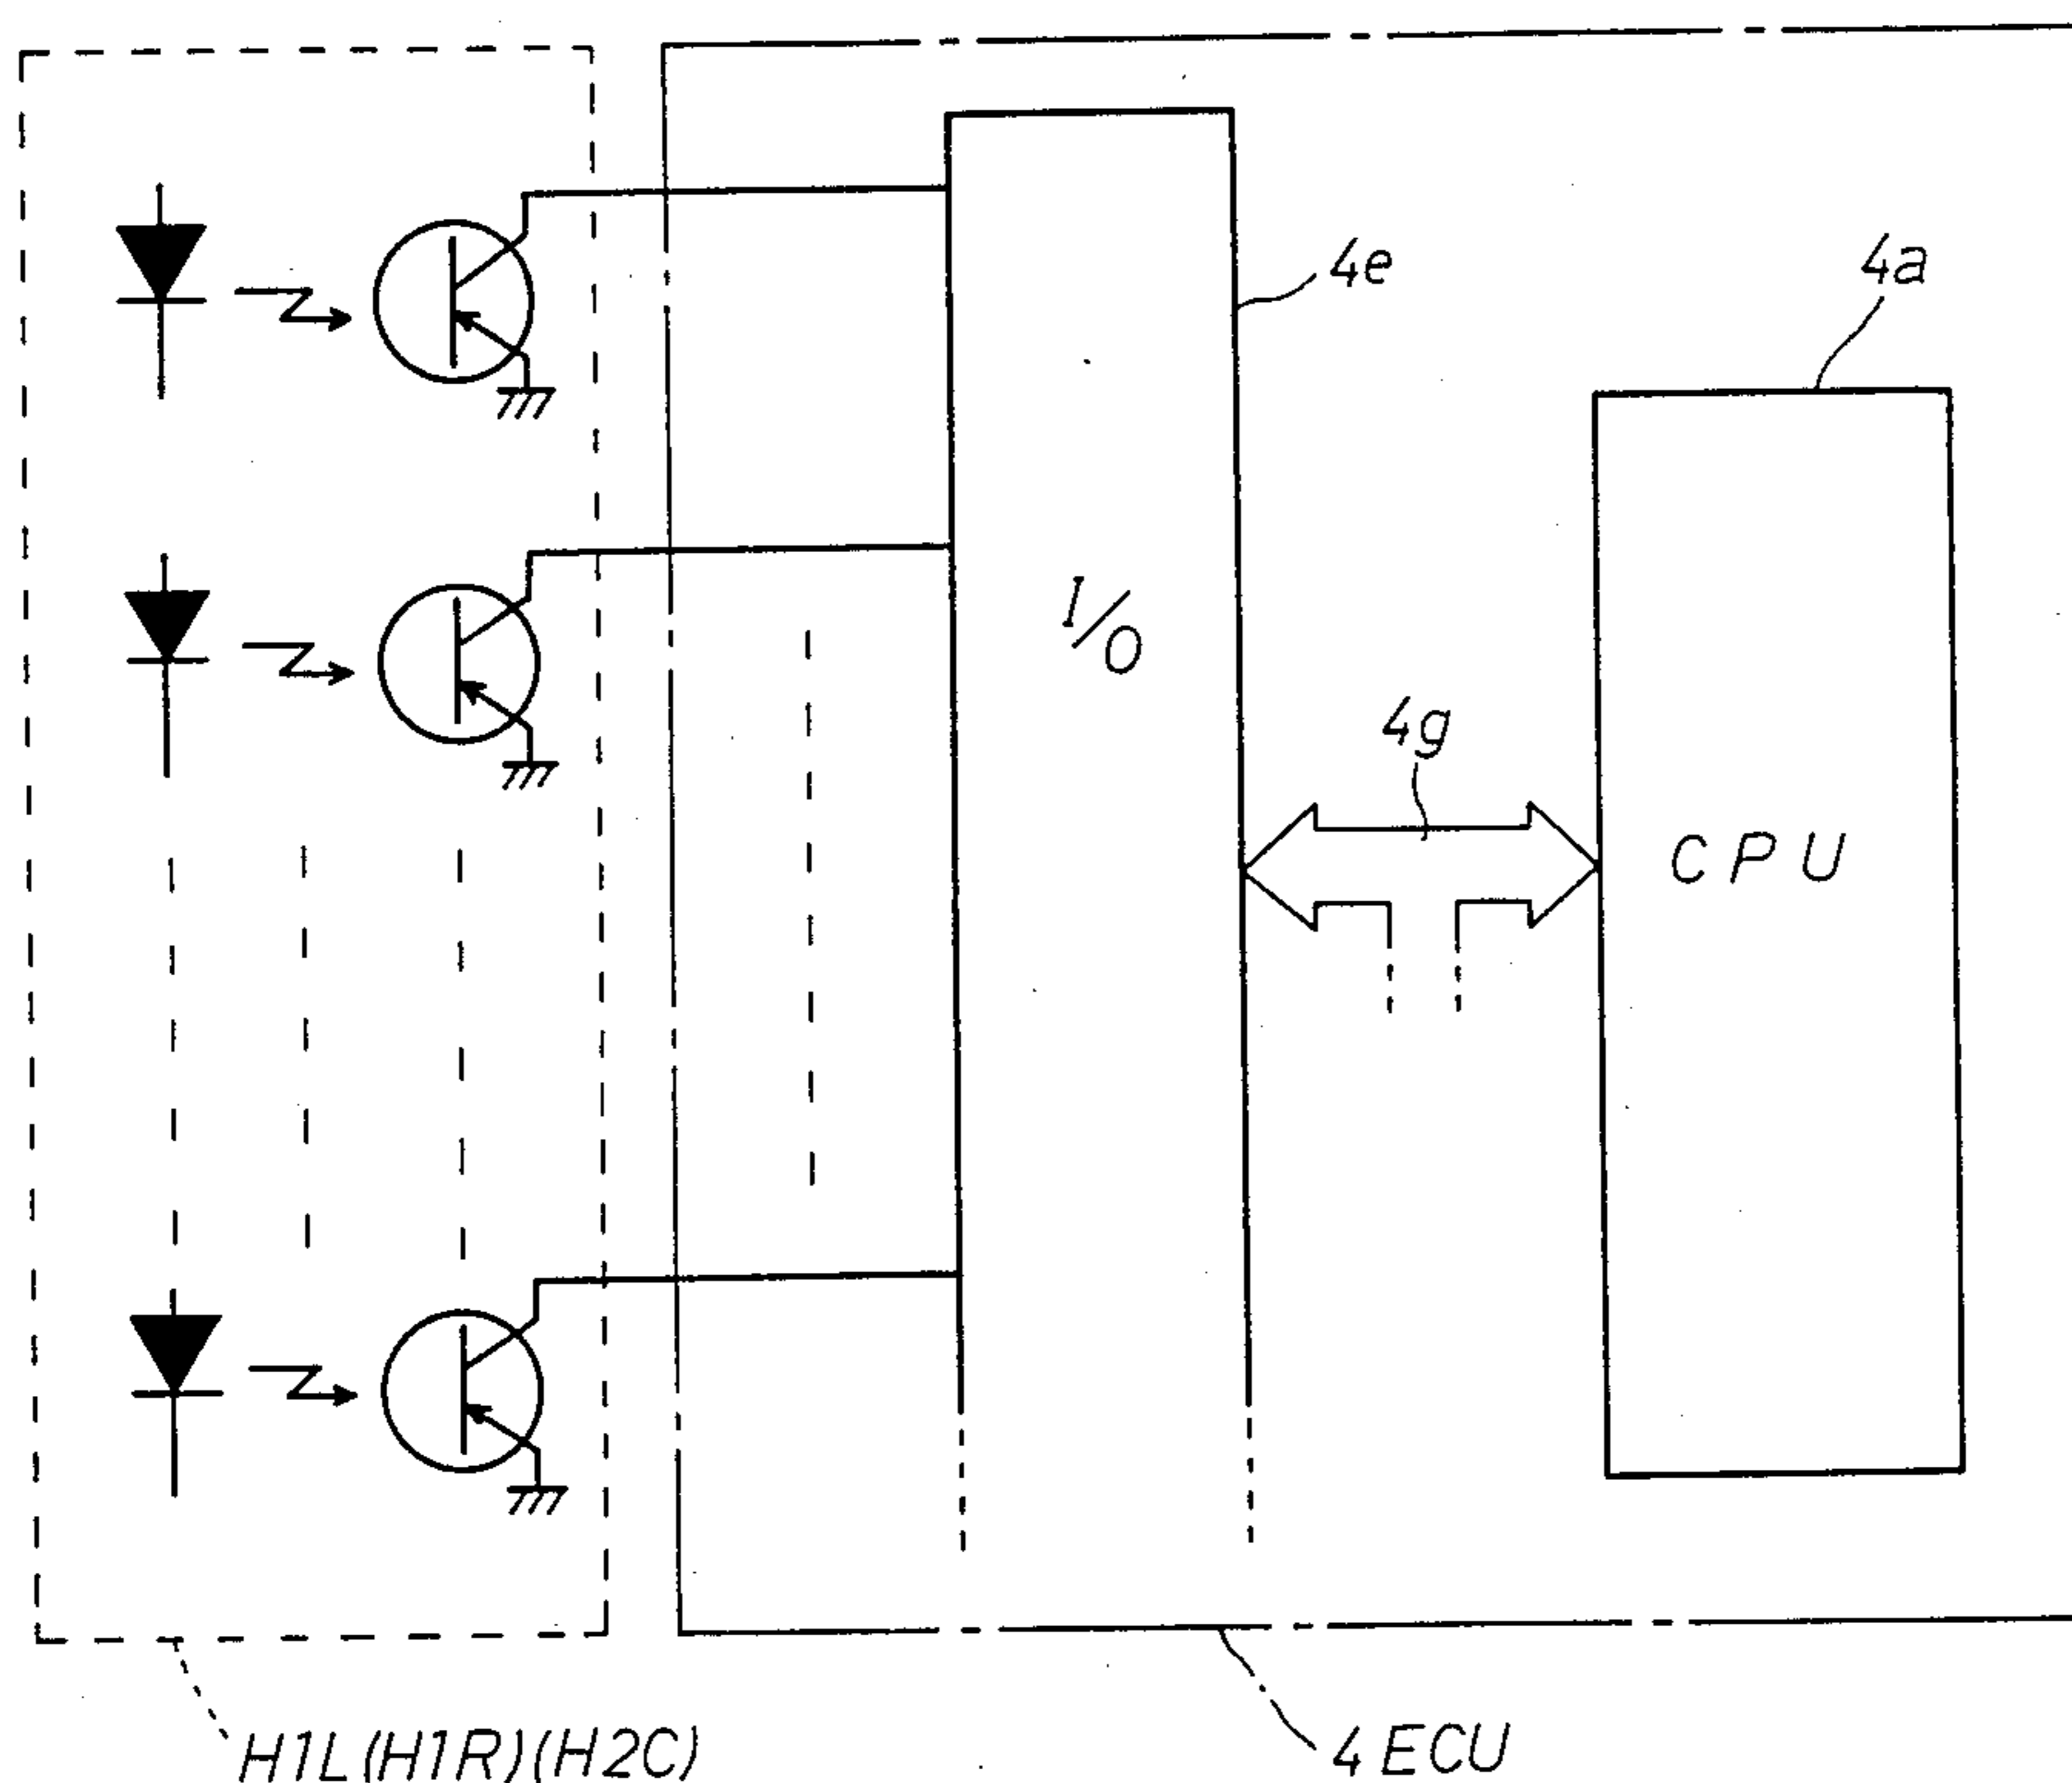 4e
4a
I/O
4g
CPU
H1L(H1R)(H2C)
4 ECU